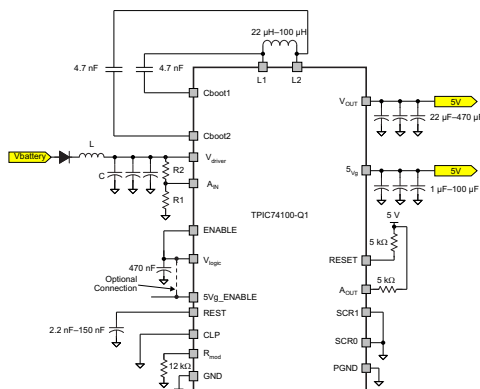 22 µH–100 µH
4.7 nF
4.7 nF
L1
L2
Cboot1
Cboot2
Vbattery
L
C
Vdriver
R2
AIN
R1
TPIC74100-Q1
VOUT
5V
22 µF–470 µF
5Vg
5V
1 µF–100 µF
5 V
5 kΩ
ENABLE
RESET
470 nF
Vlogic
5 kΩ
AOUT
Optional
Connection
5Vg_ENABLE
SCR1
REST
2.2 nF–150 nF
CLP
SCR0
Rmod
12 kΩ
GND
PGND